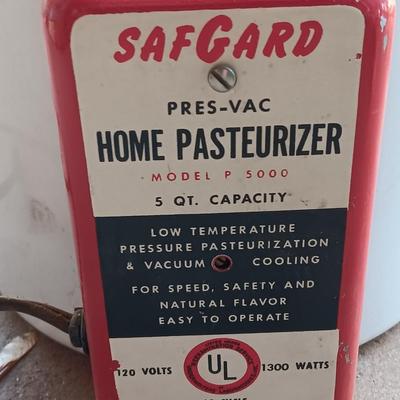 SAFGARD
PRES-VAC
HOME PASTEURIZER
MODEL P 5000
5 QT. CAPACITY
LOW TEMPERATURE
PRESSURE PASTEURIZATION
& VACUUM COOLING
FOR SPEED, SAFETY AND
NATURAL FLAVOR
EASY TO OPERATE
120 VOLTS UL 1300 WATTS